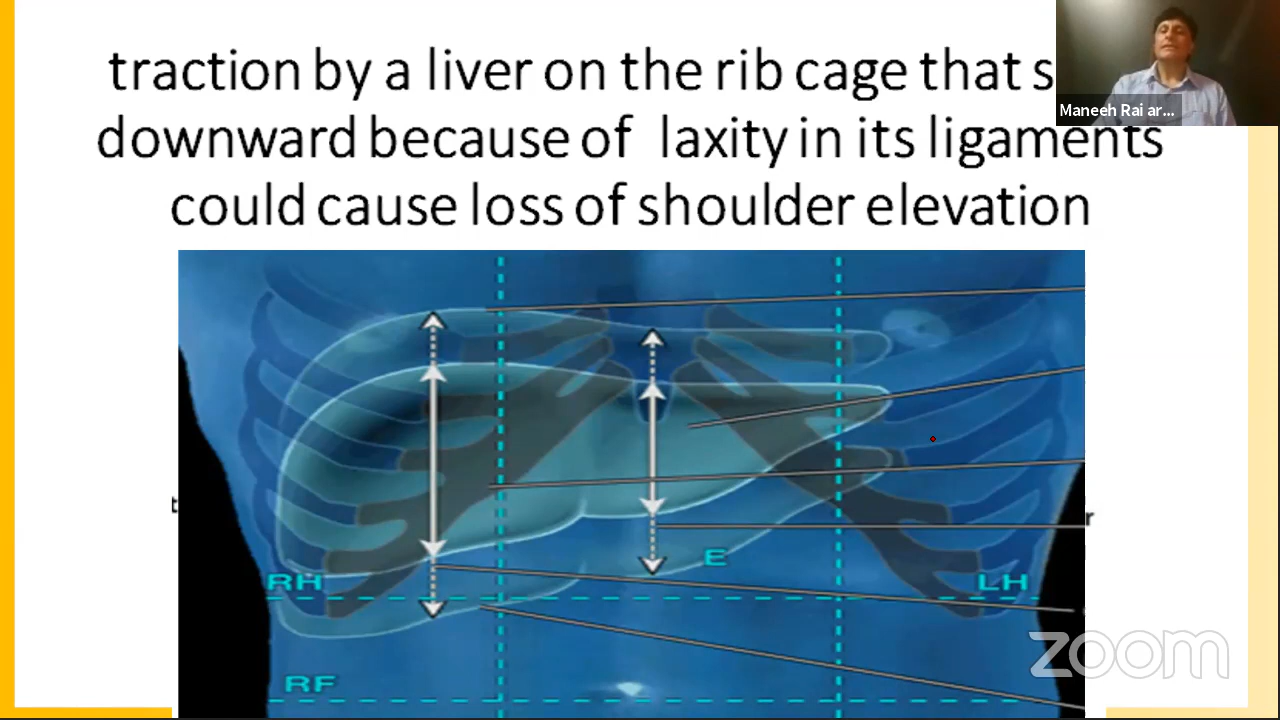 traction by a liver on the rib cage that s
Maneeh Rai ar...
downward because of laxity in its ligaments
could cause loss of shoulder elevation
t
r
E
RH
LH
zoom
RF